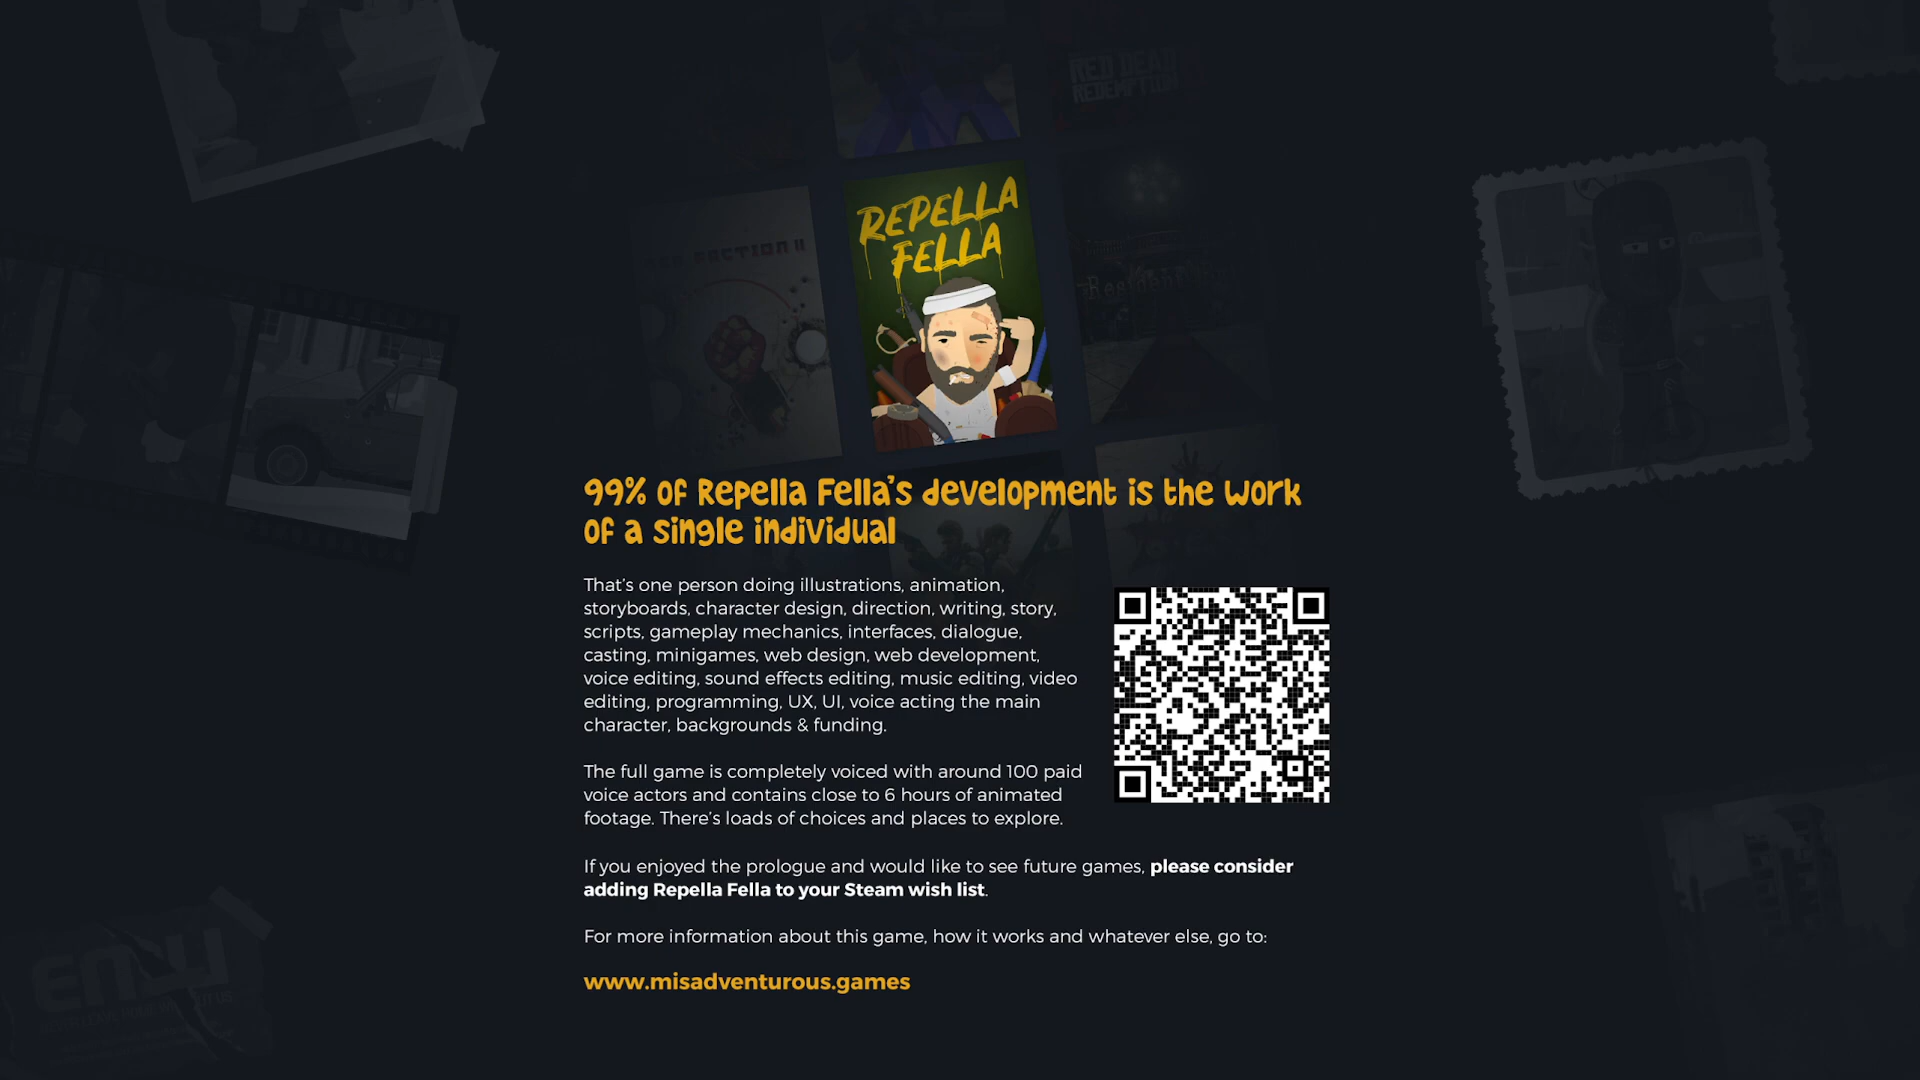 RED DEAD
REDEMPTION
REPELLA
FELLA
FACTION II
Resident
99% of Repella Fella's development is the work
of a single individual
That's one person doing illustrations, animation,
storyboards, character design, direction, writing, story,
scripts, gameplay mechanics, interfaces, dialogue,
casting, minigames, web design, web development,
voice editing, sound effects editing, music editing, video
editing, programming, UX, UI, voice acting the main
character, backgrounds & funding.
The full game is completely voiced with around 100 paid
voice actors and contains close to 6 hours of animated
footage. There's loads of choices and places to explore.
If you enjoyed the prologue and would like to see future games, please consider
adding Repella Fella to your Steam wish list.
For more information about this game, how it works and whatever else, go to:
www.misadventurous.games